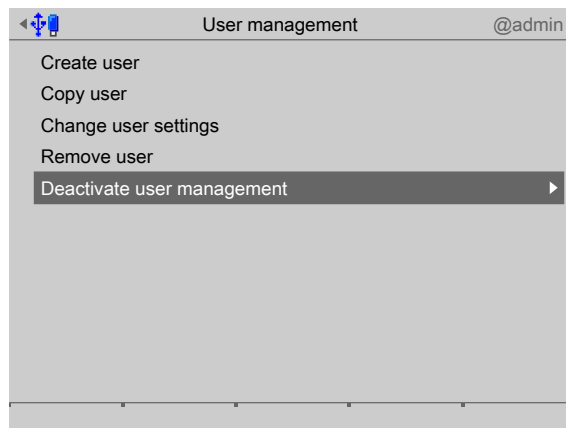 User management @admin
Create user
Copy user
Change user settings
Remove user
Deactivate user management